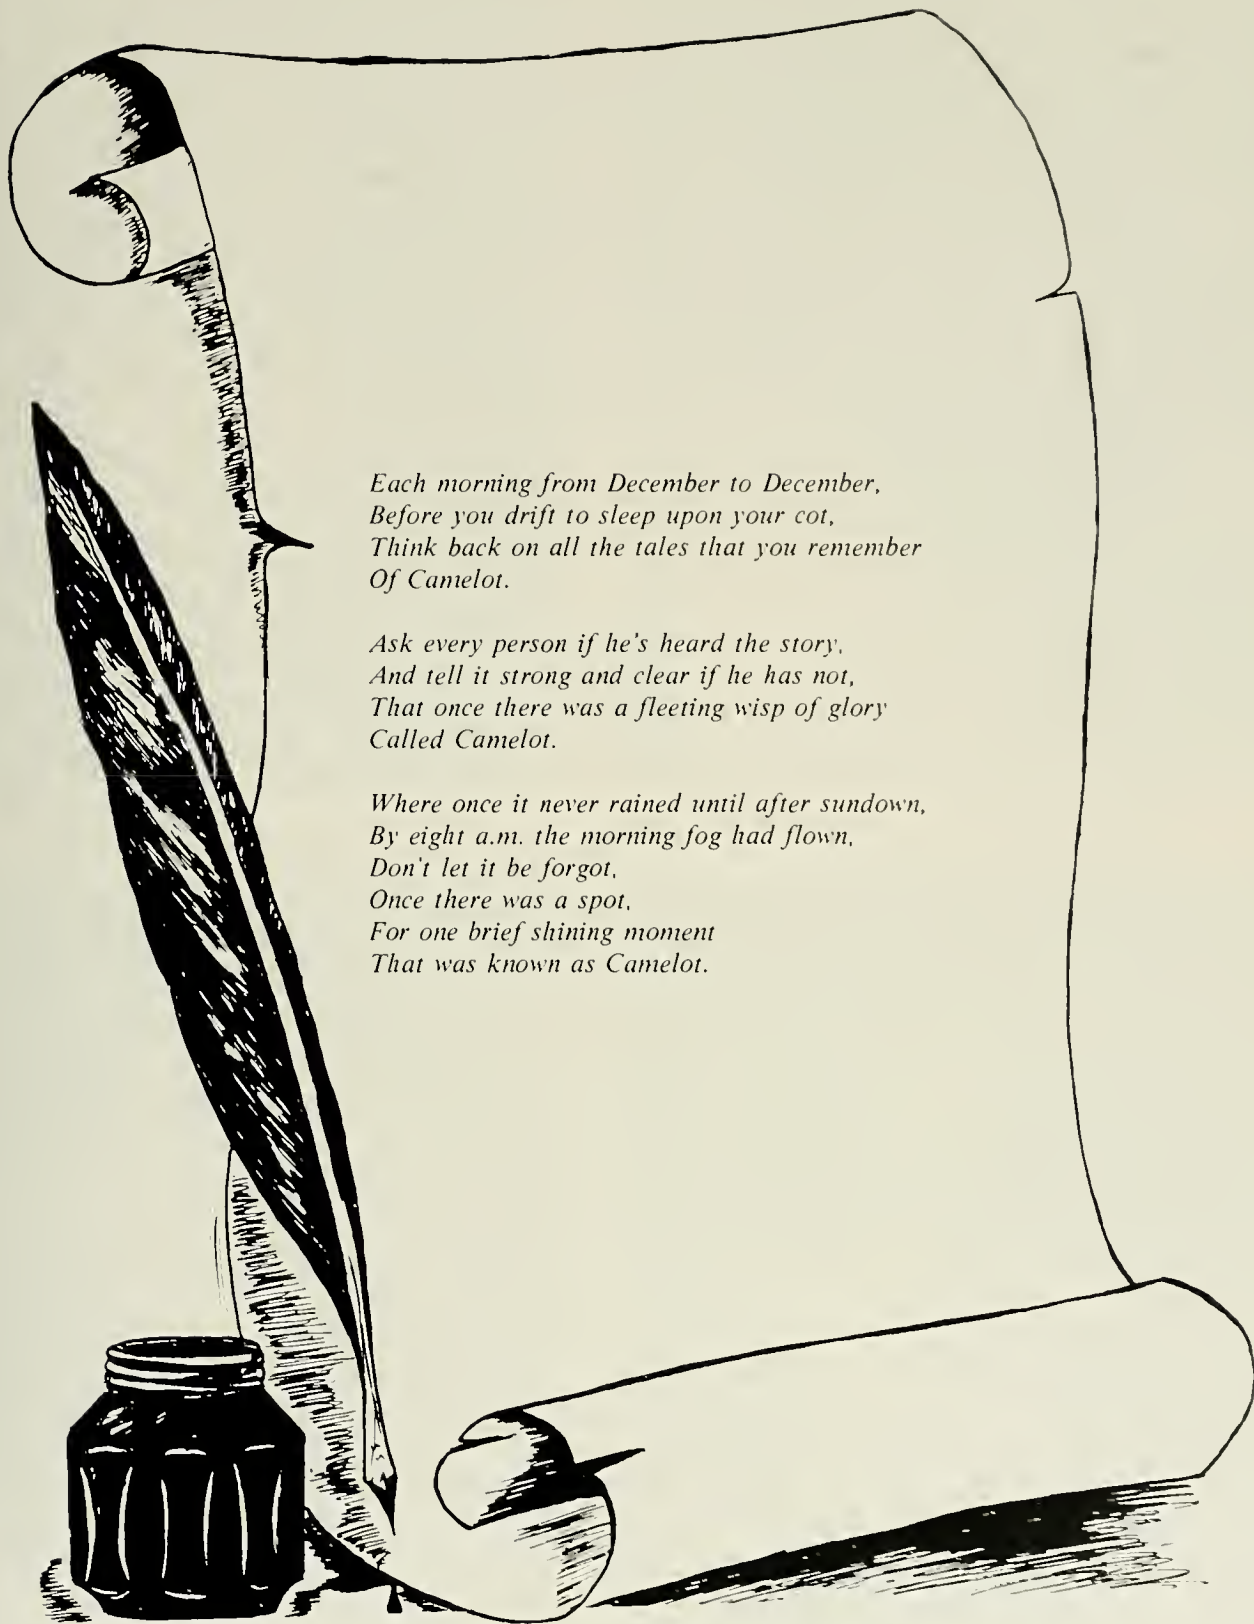 Each morning from December to December,
Before you drift to sleep upon your cot,
Think back on all the tales that you remember
Of Camelot.
Ask every person if he's heard the story,
And tell it strong and clear if he has not,
That once there was a fleeting wisp of glory
Called Camelot.
Where once it never rained until after sundown,
By eight a.m. the morning fog had flown,
Don't let it be forgot,
Once there was a spot,
For one brief shining moment
That was known as Camelot.